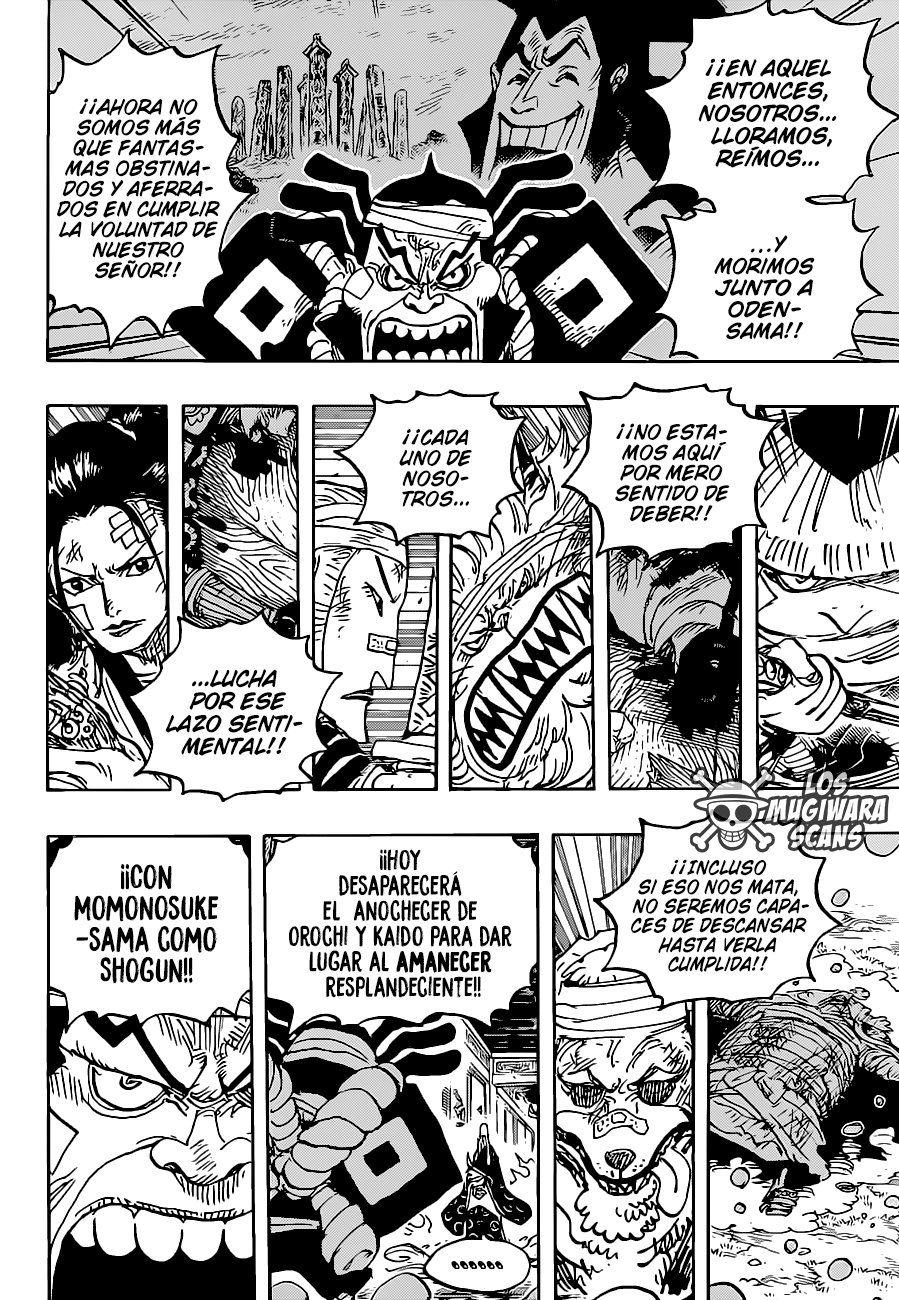 ¡¡EN AQUEL
ENTONCES,
NOSOTROS...
LLORAMOS,
REÍMOS...
...Y
MORIMOS
JUNTO A
ODEN-
SAMA!!
¡¡AHORA NO
SOMOS MÁS
QUE FANTAS-
MAS OBSTINA-
DOS Y AFERRA-
DOS EN CUMPLIR
LA VOLUNTAD DE
NUESTRO
SEÑOR!!
¡¡NO ESTA-
MOS AQUÍ
POR MERO
SENTIDO DE
DEBER!!
¡¡CADA
UNO DE
NOSO-
TROS...
...LUCHA
POR ESE
LAZO SENTI-
MENTAL!!
LOS
MUGIWARA
SCANS
¡¡INCLUSO
SI ESO NOS MATA,
NO SEREMOS CAPA-
CES DE DESCANSAR
HASTA VERLA
CUMPLIDA!!
¡¡HOY
DESAPARECERÁ
EL ANOCHECER DE
OROCHI Y KAIDO PARA DAR
LUGAR AL AMANECER
RESPLANDECIENTE!!
.......
¡¡CON
MOMONOSUKE
-SAMA COMO
SHOGUN!!